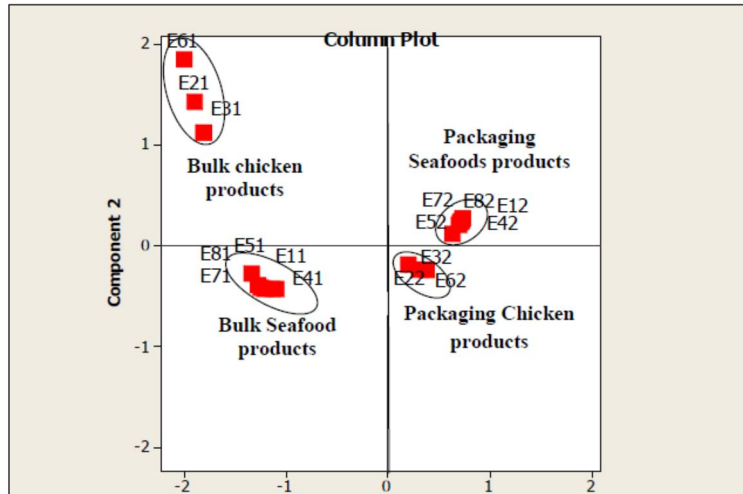 Column Plot
2
E61
E21
E31
Packaging
Seafoods products
Bulk chicken
products
1
E72 E82 E12
E52 E42
Component 2
0
E51
E81 E11
E71 E41
E32
E22 E62
Bulk Seafood
products
Packaging Chicken
products
-1
-2
-2 -1 0 1 2